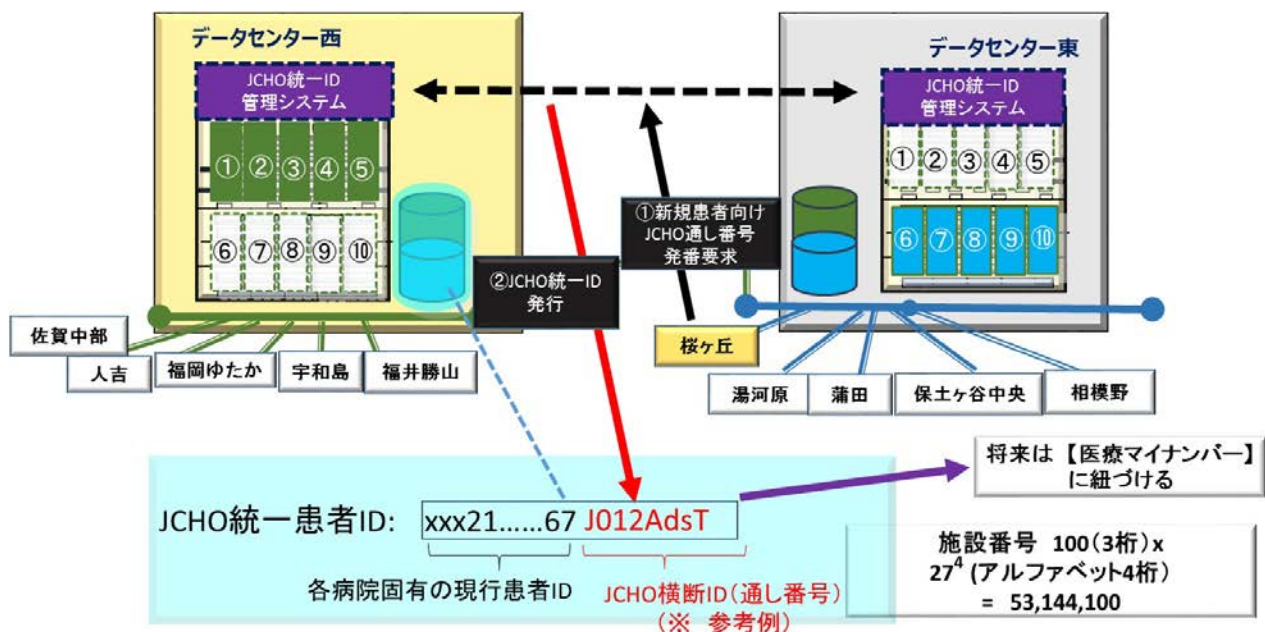 データセンター西
JCHO統一ID
管理システム
① ② ③ ④ ⑤
⑥ ⑦ ⑧ ⑨ ⑩
データセンター東
JCHO統一ID
管理システム
① ② ③ ④ ⑤
⑥ ⑦ ⑧ ⑨ ⑩
①新規患者向け
JCHO通し番号
発番要求
②JCHO統一ID
発行
佐賀中部
人吉
福岡ゆたか
宇和島
福井勝山
桜ヶ丘
湯河原
蒲田
保土ヶ谷中央
相模野
将来は【医療マイナンバー】
に紐づける
JCHO統一患者ID: xxx21......67 J012AdsT
各病院固有の現行患者ID
JCHO横断ID(通し番号)
(※ 参考例)
施設番号 100(3桁)x
27⁴ (アルファベット4桁)
= 53,144,100